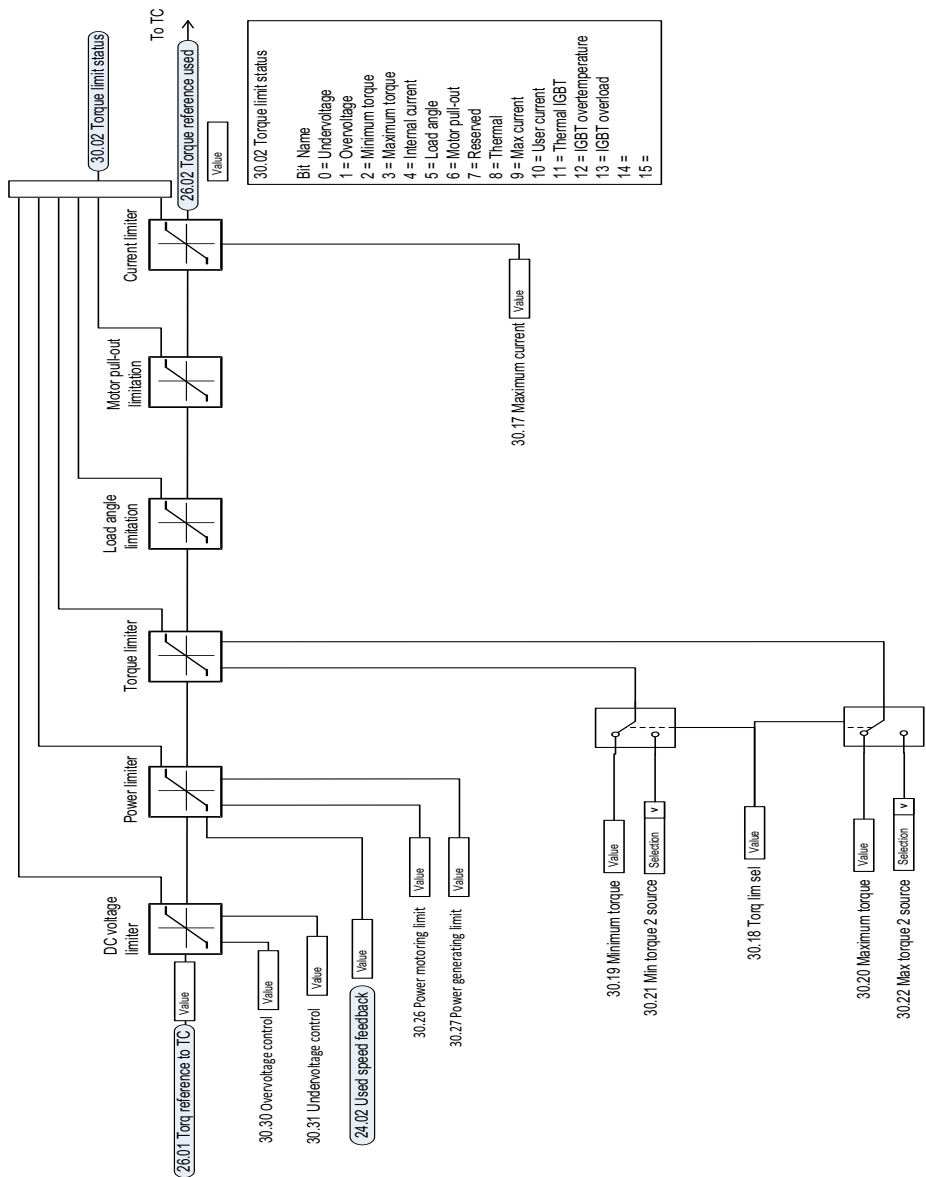 26.01 Torq reference to TC
Value
30.30 Overvoltage control
Value
30.31 Undervoltage control
Value
24.02 Used speed feedback
Value
30.26 Power motoring limit
Value
30.27 Power generating limit
Value
30.19 Minimum torque
Value
30.21 Min torque 2 source
Selection
v
30.18 Torq lim sel
Value
30.20 Maximum torque
Value
30.22 Max torque 2 source
Selection
v
DC voltage
limiter
Power limiter
Torque limiter
Load angle
limitation
Motor pull-out
limitation
Current limiter
30.17 Maximum current
Value
30.02 Torque limit status
To TC
26.02 Torque reference used
Value
30.02 Torque limit status
Bit Name
0 = Undervoltage
1 = Overvoltage
2 = Minimum torque
3 = Maximum torque
4 = Internal current
5 = Load angle
6 = Motor pull-out
7 = Reserved
8 = Thermal
9 = Max current
10 = User current
11 = Thermal IGBT
12 = IGBT overtemperature
13 = IGBT overload
14 =
15 =